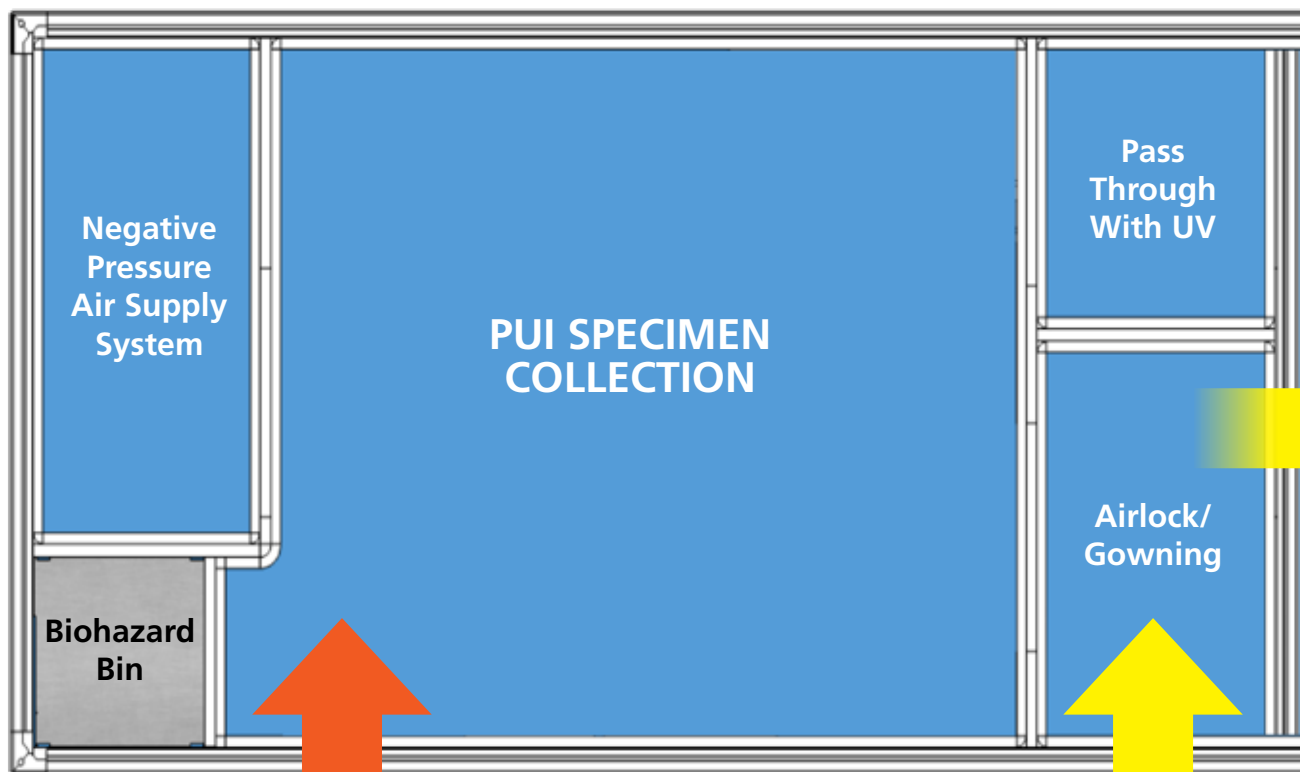 Negative
Pressure
Air Supply
System
PUI SPECIMEN
COLLECTION
Pass
Through
With UV
Airlock/
Gowning
Biohazard
Bin